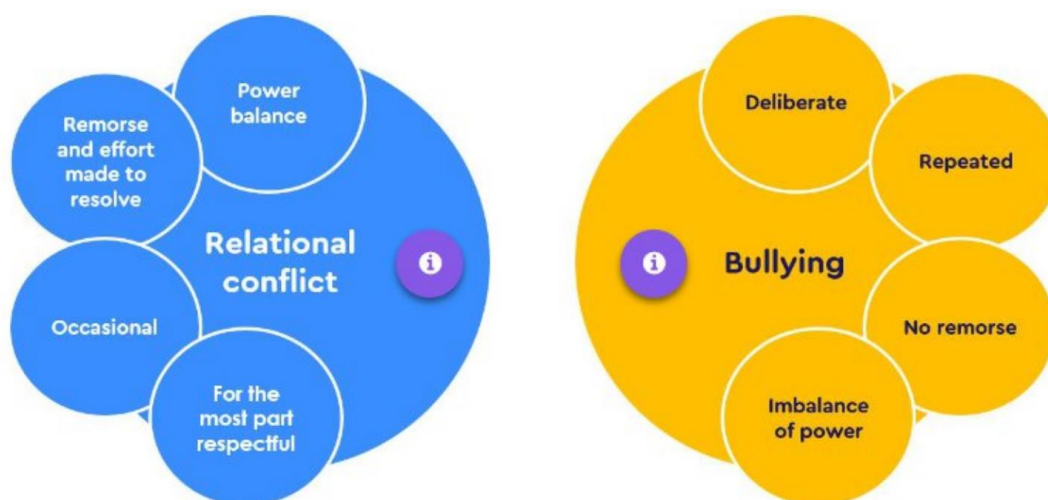 Power
balance
Remorse
and effort
made to
resolve
Relational
conflict
Occasional
For the
most part
respectful
Deliberate
Repeated
Bullying
No remorse
Imbalance
of power